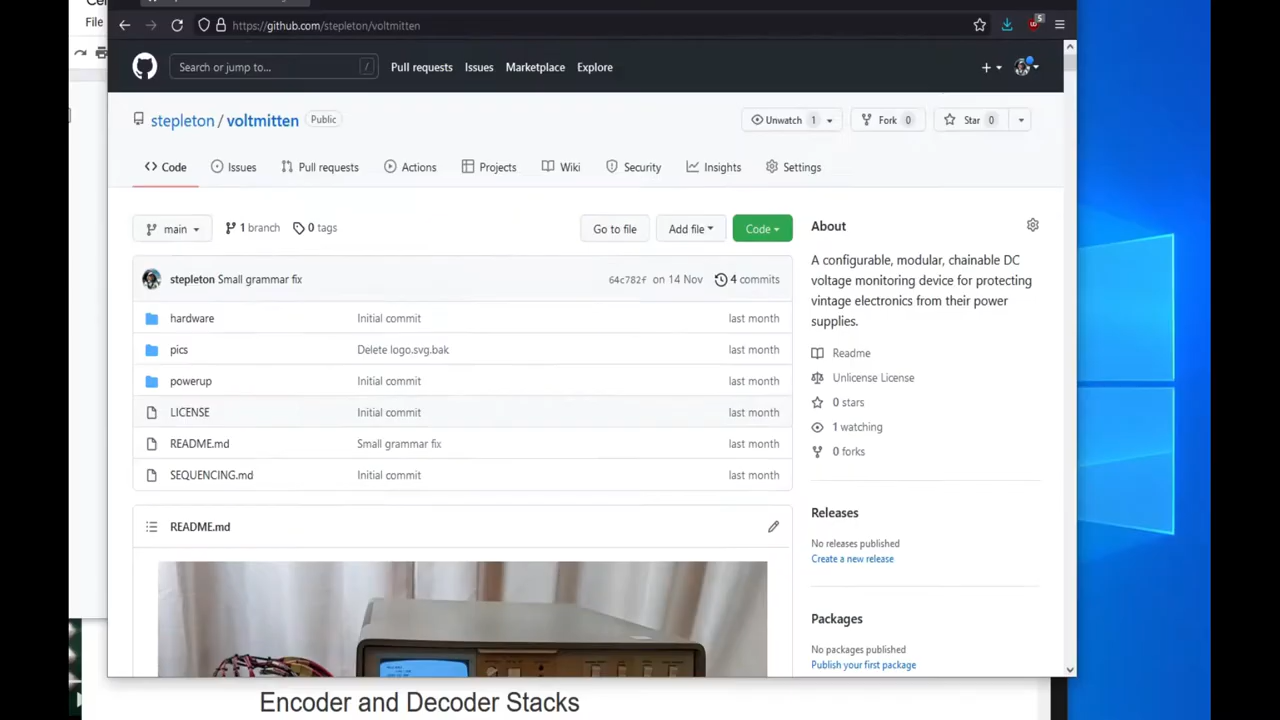 File
https://github.com/stepleton/voltmitten
5
Search or jump to...
/
Pull requests
Issues
Marketplace
Explore
stepleton / voltmitten
Public
Unwatch 1
Fork 0
Star 0
Code
Issues
Pull requests
Actions
Projects
Wiki
Security
Insights
Settings
main
1 branch
0 tags
Go to file
Add file
Code
About
A configurable, modular, chainable DC
voltage monitoring device for protecting
vintage electronics from their power
supplies.
stepleton Small grammar fix
64c782f on 14 Nov
4 commits
hardware Initial commit last month
pics Delete logo.svg.bak last month
powerup Initial commit last month
LICENSE Initial commit last month
README.md Small grammar fix last month
SEQUENCING.md Initial commit last month
Readme
Unlicense License
0 stars
1 watching
0 forks
README.md
Releases
No releases published
Create a new release
Packages
No packages published
Publish your first package
Encoder and Decoder Stacks